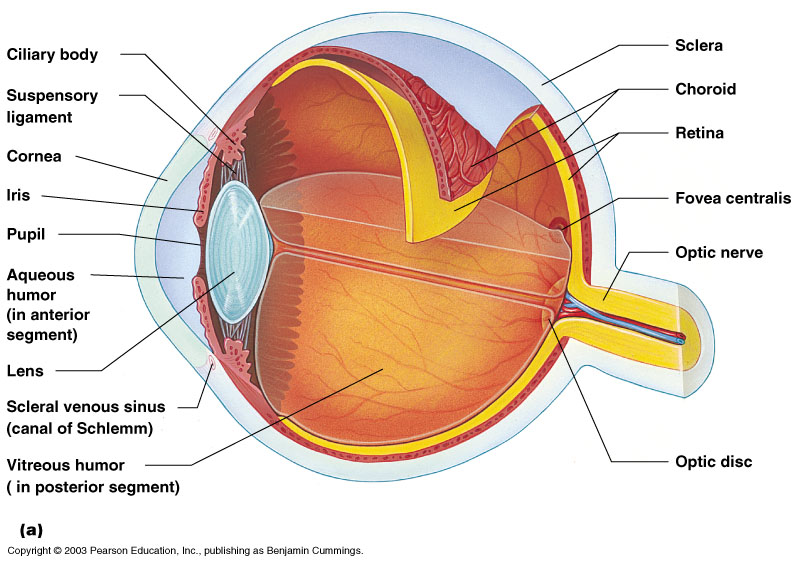 Ciliary body
Suspensory
ligament
Cornea
Iris
Pupil
Aqueous
humor
(in anterior
segment)
Lens
Scleral venous sinus
(canal of Schlemm)
Vitreous humor
( in posterior segment)
Sclera
Choroid
Retina
Fovea centralis
Optic nerve
Optic disc
(a)
Copyright © 2003 Pearson Education, Inc., publishing as Benjamin Cummings.